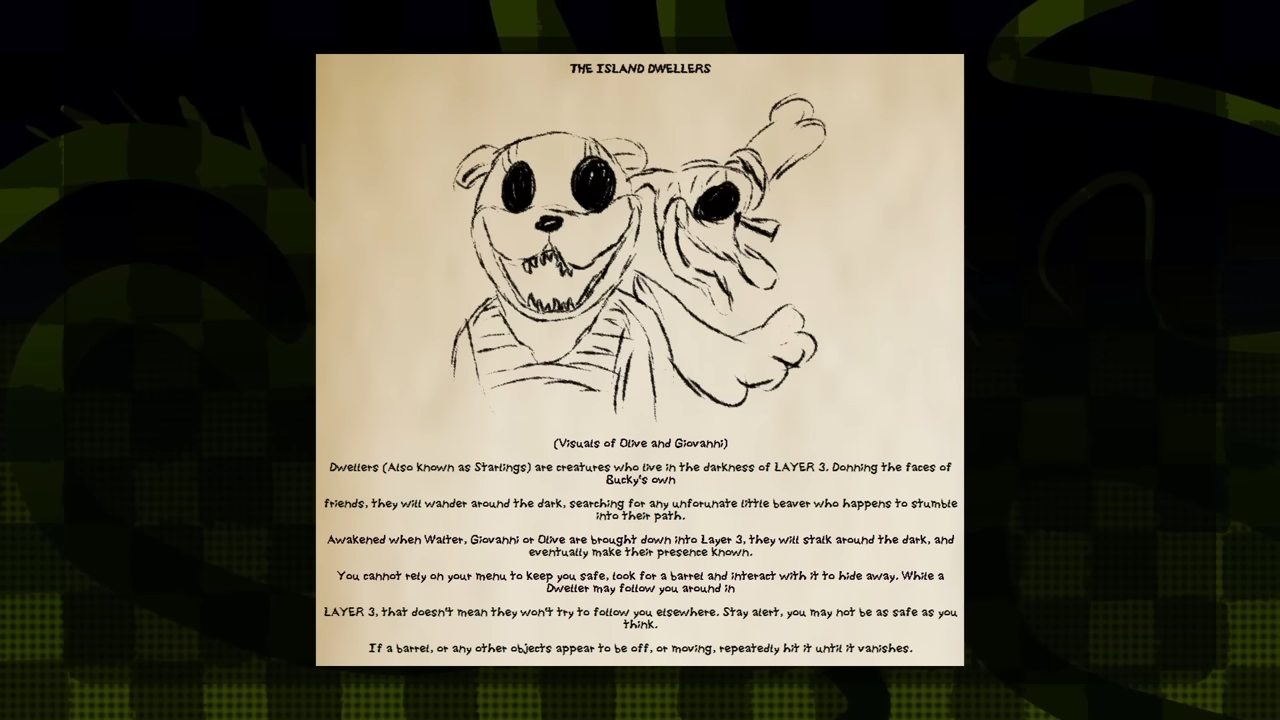 THE ISLAND DWELLERS
(Visuals of Olive and Giovanni)
Dwellers (Also known as Starlings) are creatures who live in the darkness of LAYER 3. Donning the faces of
Bucky's own
friends, they will wander around the dark, searching for any unforunate little beaver who happens to stumble
into their path.
Awakened when Walter, Giovanni or Olive are brought down into Layer 3, they will stalk around the dark, and
eventually make their presence known.
You cannot rely on your menu to keep you safe, look for a barrel and interact with it to hide away. While a
Dweller may follow you around in
LAYER 3, that doesn't mean they won't try to follow you elsewhere. Stay alert, you may not be as safe as you
think.
If a barrel, or any other objects appear to be off, or moving, repeatedly hit it until it vanishes.